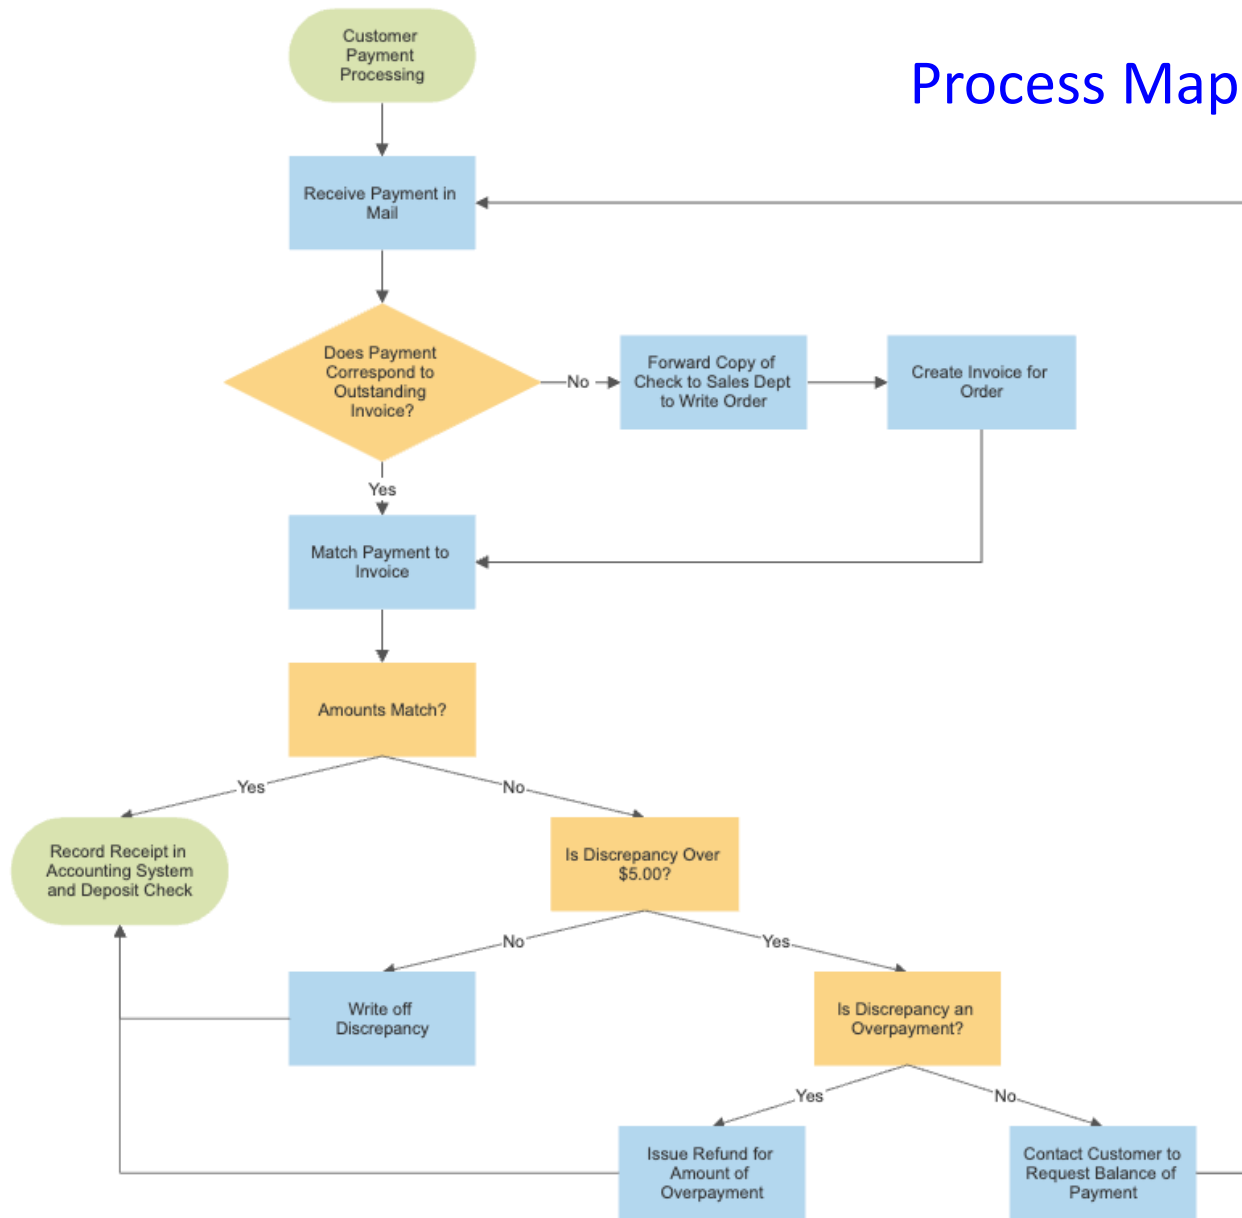 Customer
Payment
Processing
Process Map
Receive Payment in
Mail
Does Payment
Correspond to
Outstanding
Invoice?
No
Forward Copy of
Check to Sales Dept
to Write Order
Create Invoice for
Order
Yes
Match Payment to
Invoice
Amounts Match?
Yes
No
Record Receipt in
Accounting System
and Deposit Check
Is Discrepancy Over
$5.00?
No
Yes
Write off
Discrepancy
Is Discrepancy an
Overpayment?
Yes
No
Issue Refund for
Amount of
Overpayment
Contact Customer to
Request Balance of
Payment